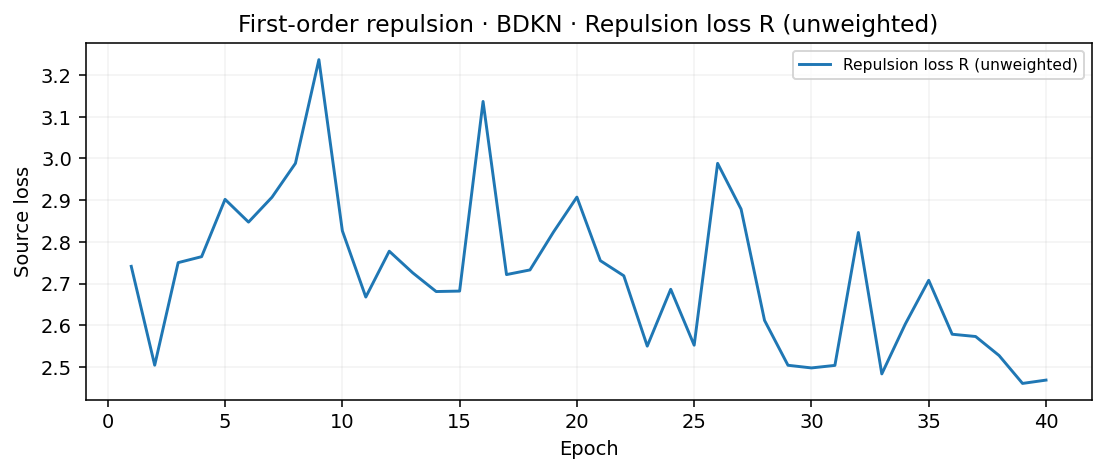 First-order repulsion · BDKN · Repulsion loss R (unweighted)
Repulsion loss R (unweighted)
Source loss
3.2
3.1
3.0
2.9
2.8
2.7
2.6
2.5
0 5 10 15 20 25 30 35 40
Epoch